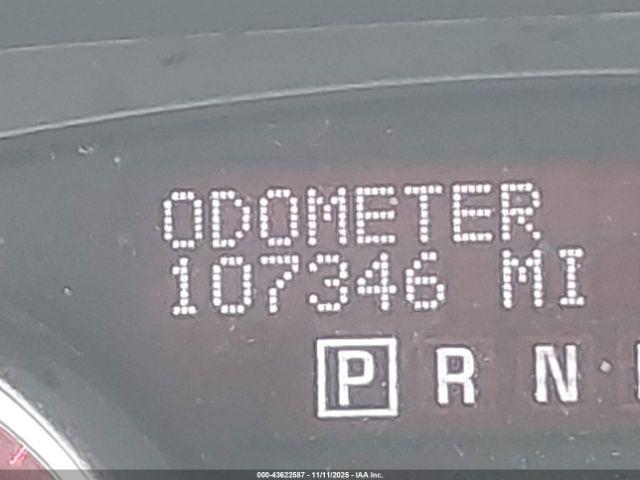 ODOMETER
107346 MI
P R N
000-43622587 - 11/11/2025 - IAA Inc.